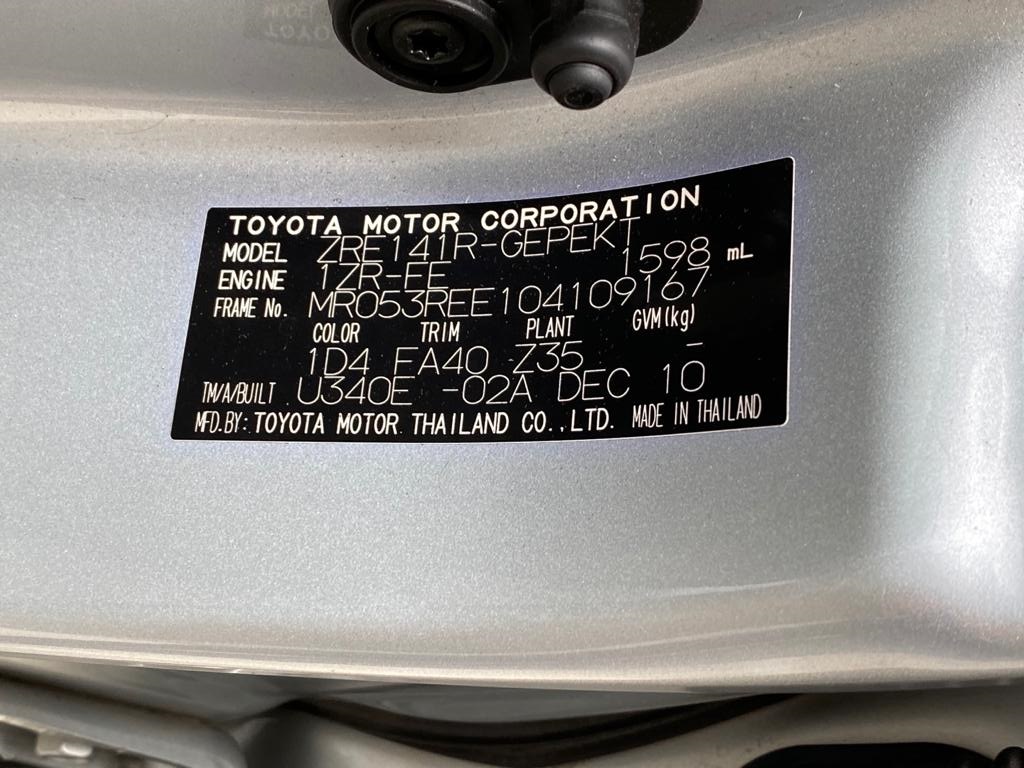 TOYOTA MOTOR CORPORATION
MODEL ZRE141R-GEPEKT
ENGINE 1ZR-FE 1598 mL
FRAME No. MR053REE104109167
COLOR TRIM PLANT GVM(kg)
1D4 FA40 Z35 -
TM/A/BUILT U340E -02A DEC 10
MFD.BY: TOYOTA MOTOR THAILAND CO.,LTD. MADE IN THAILAND